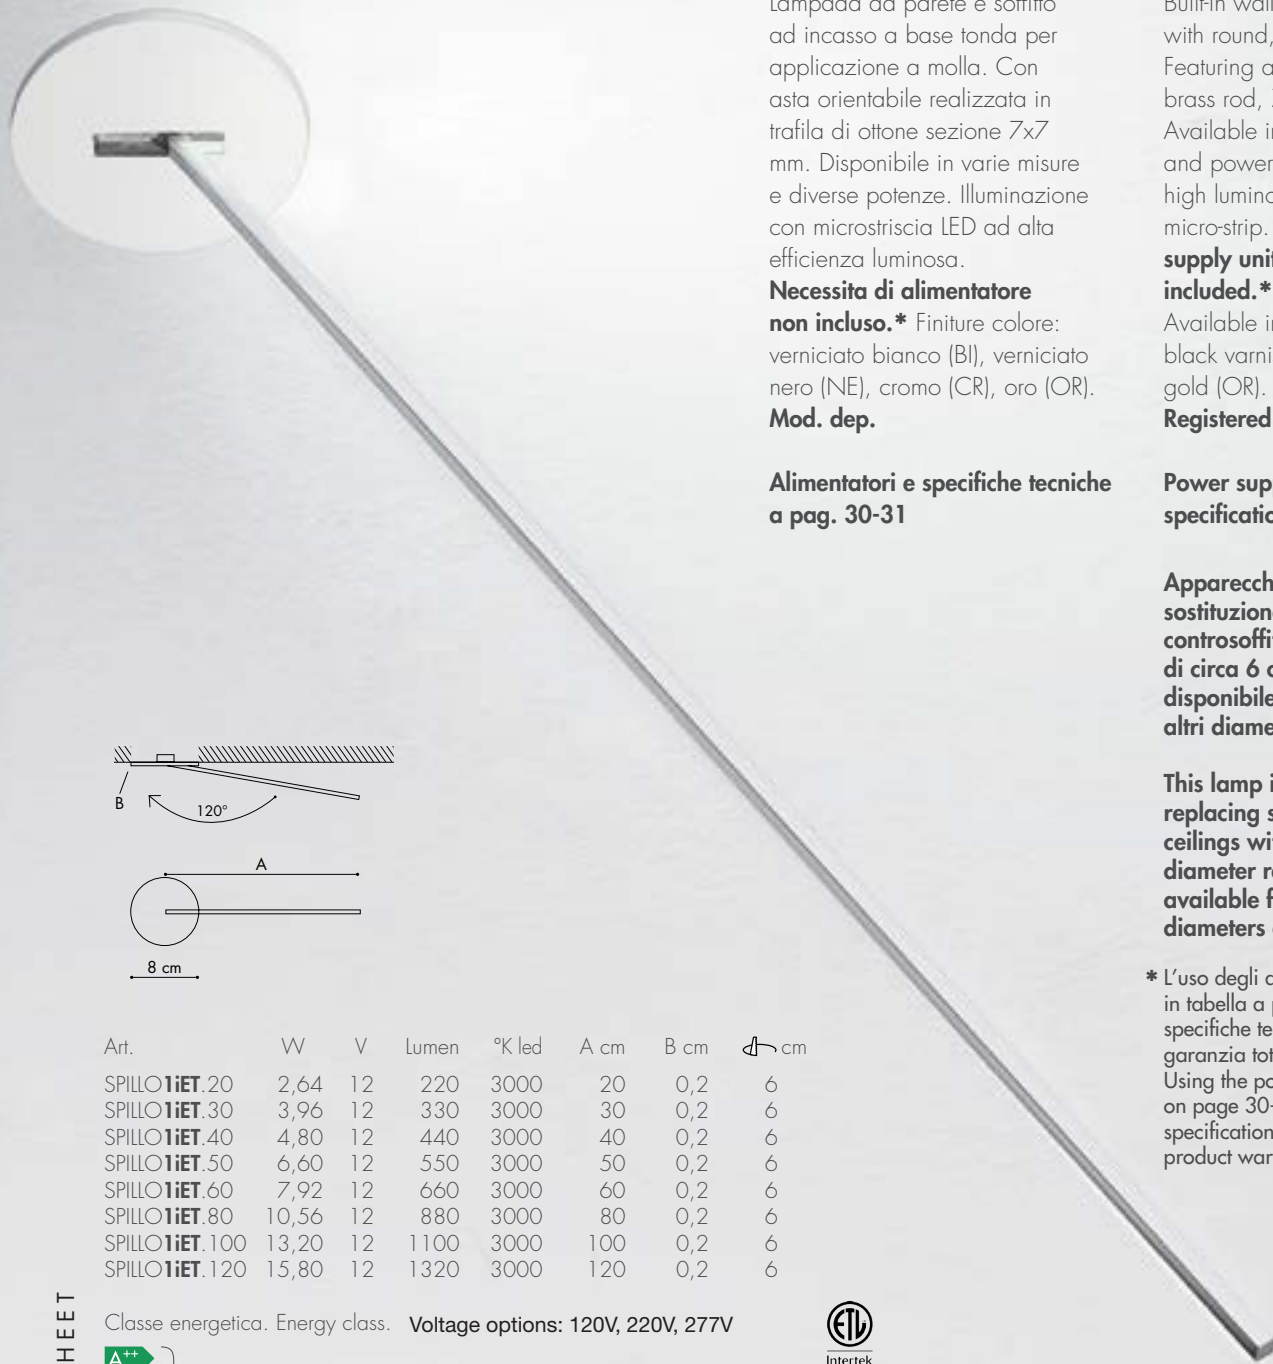 Lampada da parete e soffitto
ad incasso a base tonda per
applicazione a molla. Con
asta orientabile realizzata in
trafila di ottone sezione 7x7
mm. Disponibile in varie misure
e diverse potenze. Illuminazione
con microstriscia LED ad alta
efficienza luminosa.
Necessita di alimentatore
non incluso.* Finiture colore:
verniciato bianco (BI), verniciato
nero (NE), cromo (CR), oro (OR).
Mod. dep.
Alimentatori e specifiche tecniche
a pag. 30-31
Built-in wall
with round,
Featuring a
brass rod,
Available in
and power
high lumino
micro-strip.
supply unit
included.*
Available in
black varni
gold (OR).
Registered
Power sup
specificatio
Apparecch
sostituzion
controsoffi
di circa 6 c
disponibile
altri diame
This lamp i
replacing s
ceilings wi
diameter r
available f
diameters
* L'uso degli a
in tabella a p
specifiche te
garanzia tot
Using the po
on page 30-
specification
product war
B
120°
A
8 cm
Art. W V Lumen °K led A cm B cm cm
SPILLO1iET.20 2,64 12 220 3000 20 0,2 6
SPILLO1iET.30 3,96 12 330 3000 30 0,2 6
SPILLO1iET.40 4,80 12 440 3000 40 0,2 6
SPILLO1iET.50 6,60 12 550 3000 50 0,2 6
SPILLO1iET.60 7,92 12 660 3000 60 0,2 6
SPILLO1iET.80 10,56 12 880 3000 80 0,2 6
SPILLO1iET.100 13,20 12 1100 3000 100 0,2 6
SPILLO1iET.120 15,80 12 1320 3000 120 0,2 6
Classe energetica. Energy class. Voltage options: 120V, 220V, 277V
A++
ETL
Intertek
HEET